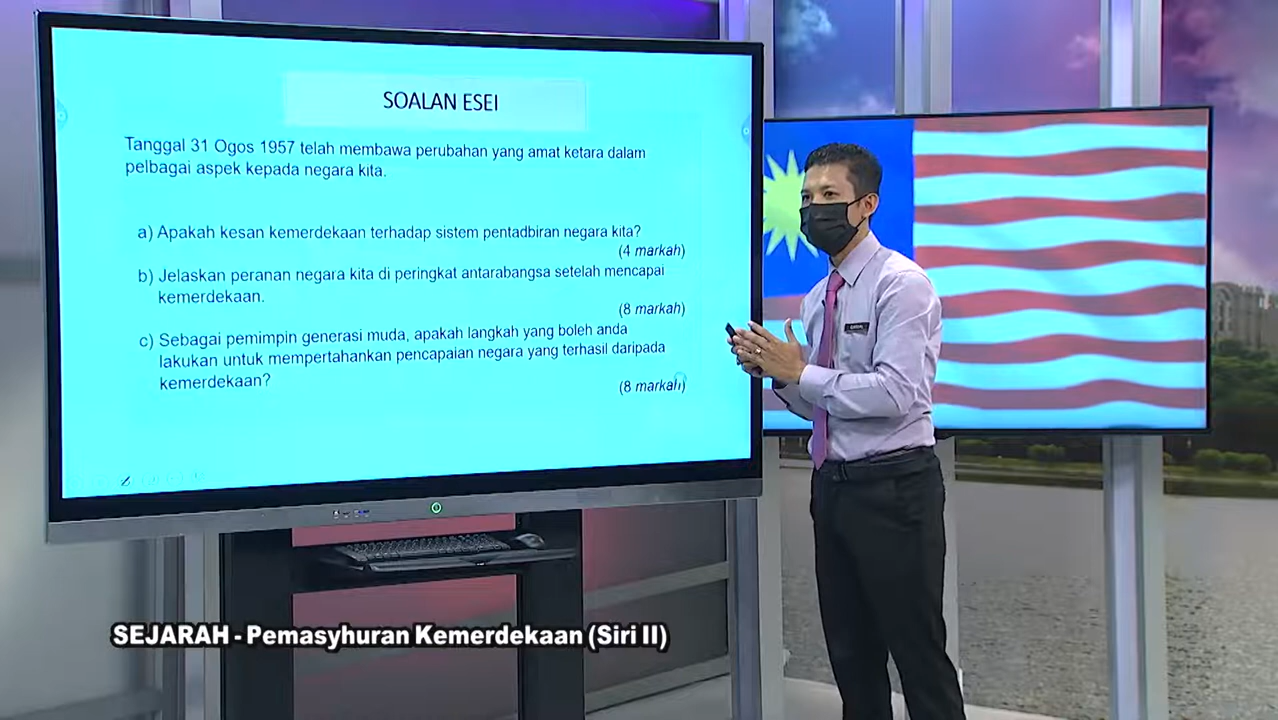 SOALAN ESEI
Tanggal 31 Ogos 1957 telah membawa perubahan yang amat ketara dalam
pelbagai aspek kepada negara kita.
a) Apakah kesan kemerdekaan terhadap sistem pentadbiran negara kita?
(4 markah)
b) Jelaskan peranan negara kita di peringkat antarabangsa setelah mencapai
kemerdekaan.
(8 markah)
c) Sebagai pemimpin generasi muda, apakah langkah yang boleh anda
lakukan untuk mempertahankan pencapaian negara yang terhasil daripada
kemerdekaan?
(8 markah)
SEJARAH - Pemasyhuran Kemerdekaan (Siri II)